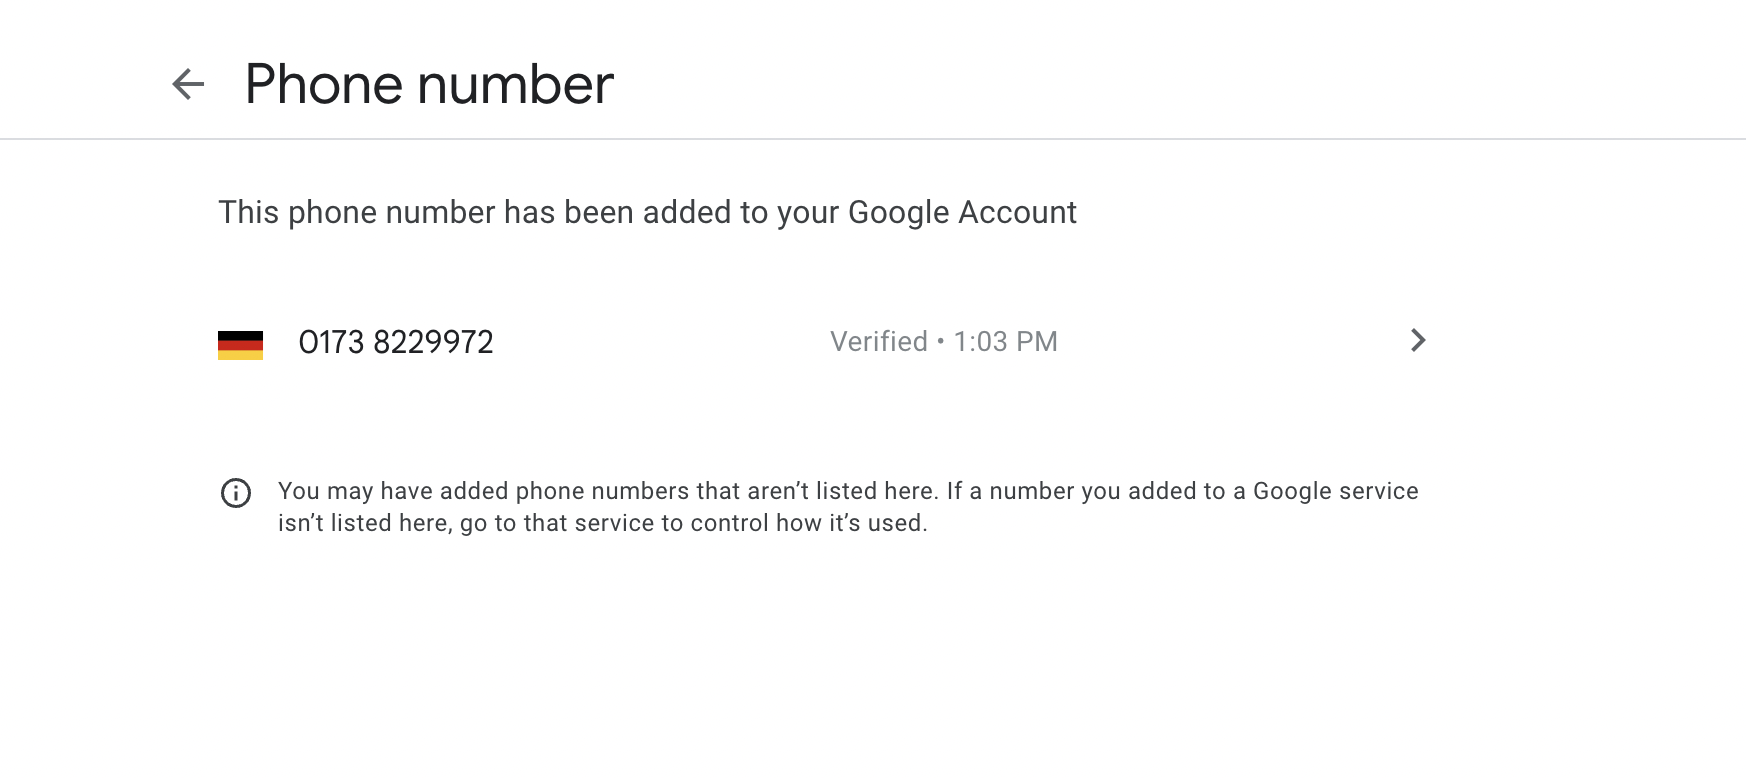 Phone number
This phone number has been added to your Google Account
0173 8229972
Verified • 1:03 PM
You may have added phone numbers that aren’t listed here. If a number you added to a Google service
isn’t listed here, go to that service to control how it’s used.